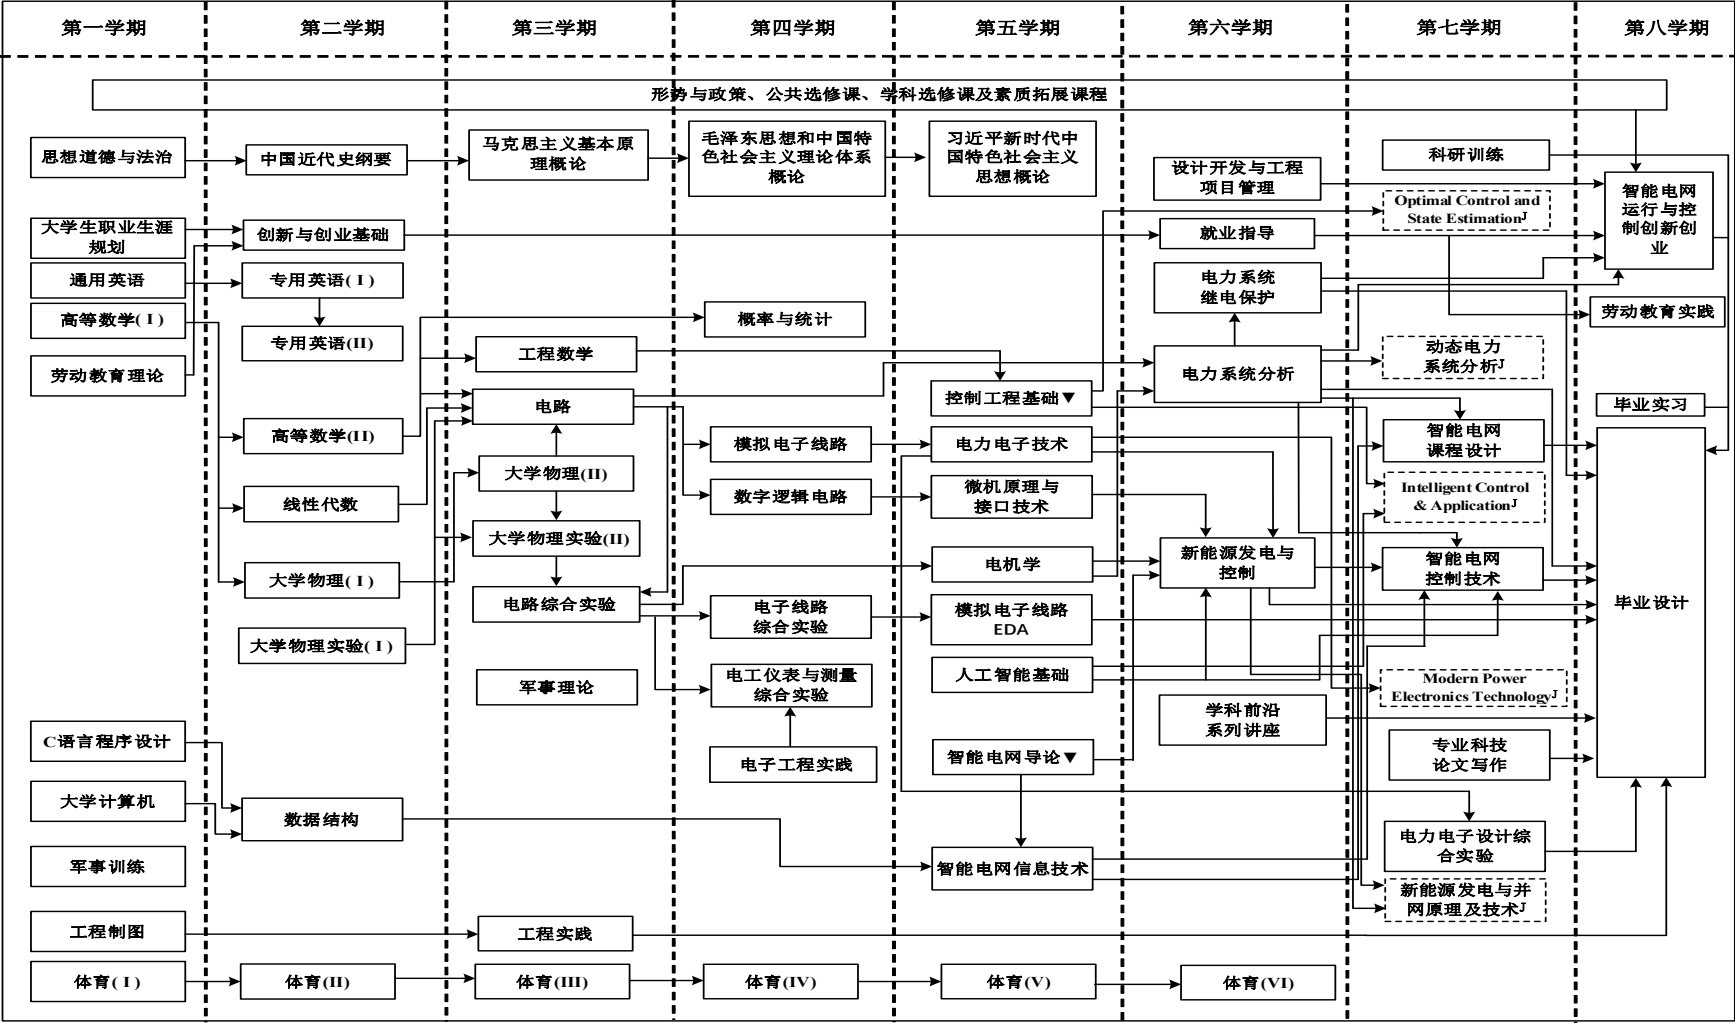 第一学期
第二学期
第三学期
第四学期
第五学期
第六学期
第七学期
第八学期
形势与政策、公共选修课、学科选修课及素质拓展课程
思想道德与法治
大学生职业生涯
规划
通用英语
高等数学(I)
劳动教育理论
C语言程序设计
大学计算机
军事训练
工程制图
体育(I)
中国近代史纲要
创新与创业基础
专用英语(I)
专用英语(II)
高等数学(II)
线性代数
大学物理(I)
大学物理实验(I)
数据结构
体育(II)
马克思主义基本原
理概论
工程数学
电路
大学物理(II)
大学物理实验(II)
电路综合实验
军事理论
工程实践
体育(III)
毛泽东思想和中国特
色社会主义理论体系
概论
概率与统计
模拟电子线路
数字逻辑电路
电子线路
综合实验
电工仪表与测量
综合实验
电子工程实践
体育(IV)
习近平新时代中
国特色社会主义
思想概论
控制工程基础▼
电力电子技术
微机原理与
接口技术
电机学
模拟电子线路
EDA
人工智能基础
智能电网导论▼
智能电网信息技术
体育(V)
设计开发与工程
项目管理
就业指导
电力系统
继电保护
电力系统分析
新能源发电与
控制
学科前沿
系列讲座
体育(VI)
科研训练
Optimal Control and
State EstimationJ
动态电力
系统分析J
智能电网
课程设计
Intelligent Control
& ApplicationJ
智能电网
控制技术
Modern Power
Electronics TechnologyJ
专业科技
论文写作
电力电子设计综
合实验
新能源发电与并
网原理及技术J
智能电网
运行与控
制创新创
业
劳动教育实践
毕业实习
毕业设计